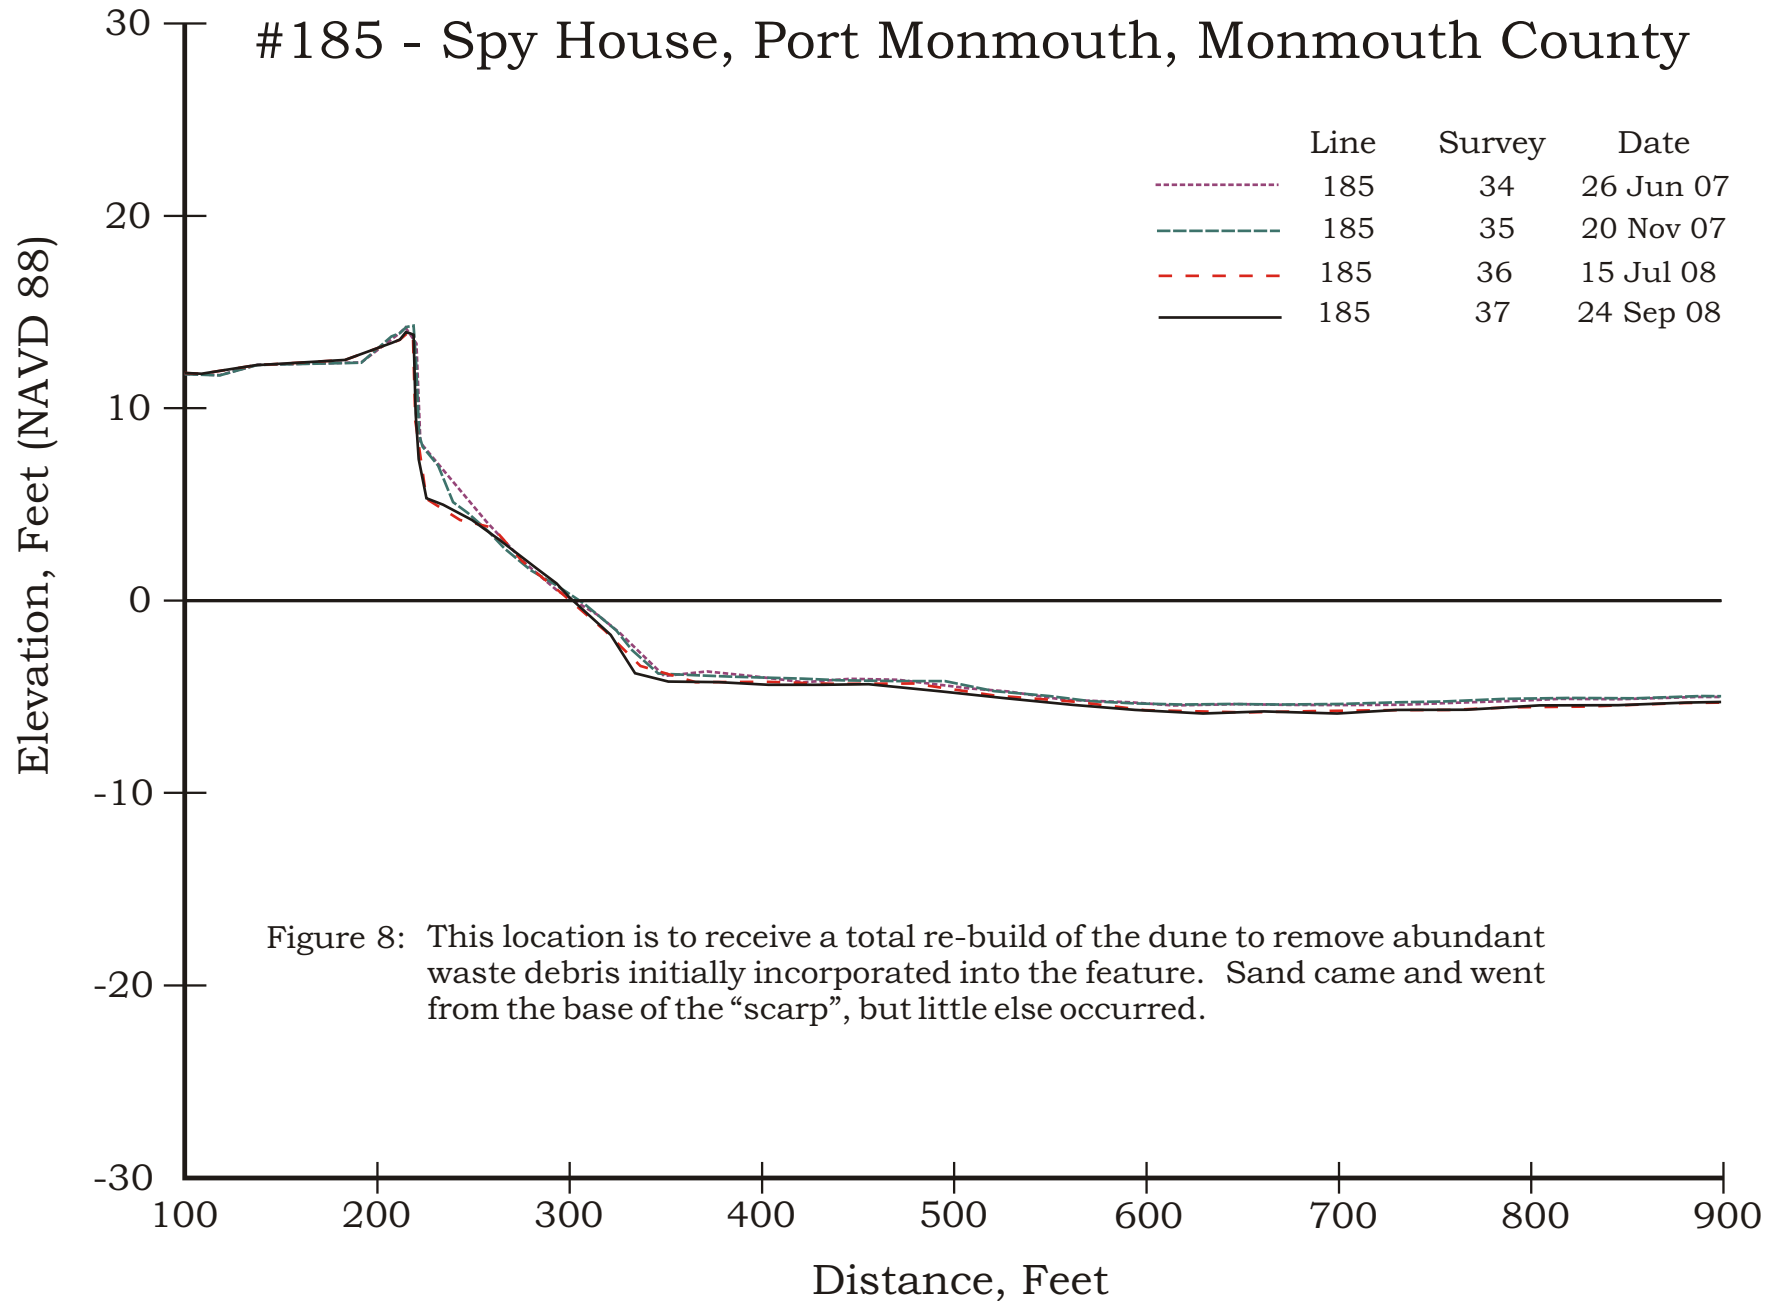 #185 - Spy House, Port Monmouth, Monmouth County
Line Survey Date
185 34 26 Jun 07
185 35 20 Nov 07
185 36 15 Jul 08
185 37 24 Sep 08
Elevation, Feet (NAVD 88)
30
20
10
0
-10
-20
-30
Figure 8: This location is to receive a total re-build of the dune to remove abundant
waste debris initially incorporated into the feature. Sand came and went
from the base of the “scarp”, but little else occurred.
100 200 300 400 500 600 700 800 900
Distance, Feet